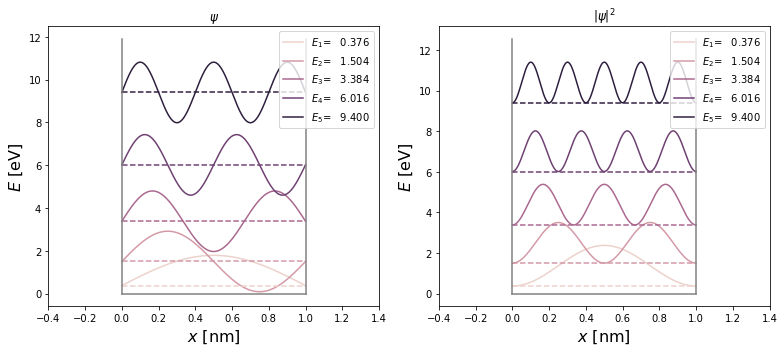 ψ
12
10
8
6
4
2
0
E [eV]
−0.4 −0.2 0.0 0.2 0.4 0.6 0.8 1.0 1.2 1.4
x [nm]
E₁= 0.376
E₂= 1.504
E₃= 3.384
E₄= 6.016
E₅= 9.400
|ψ|²
12
10
8
6
4
2
0
E [eV]
−0.4 −0.2 0.0 0.2 0.4 0.6 0.8 1.0 1.2 1.4
x [nm]
E₁= 0.376
E₂= 1.504
E₃= 3.384
E₄= 6.016
E₅= 9.400